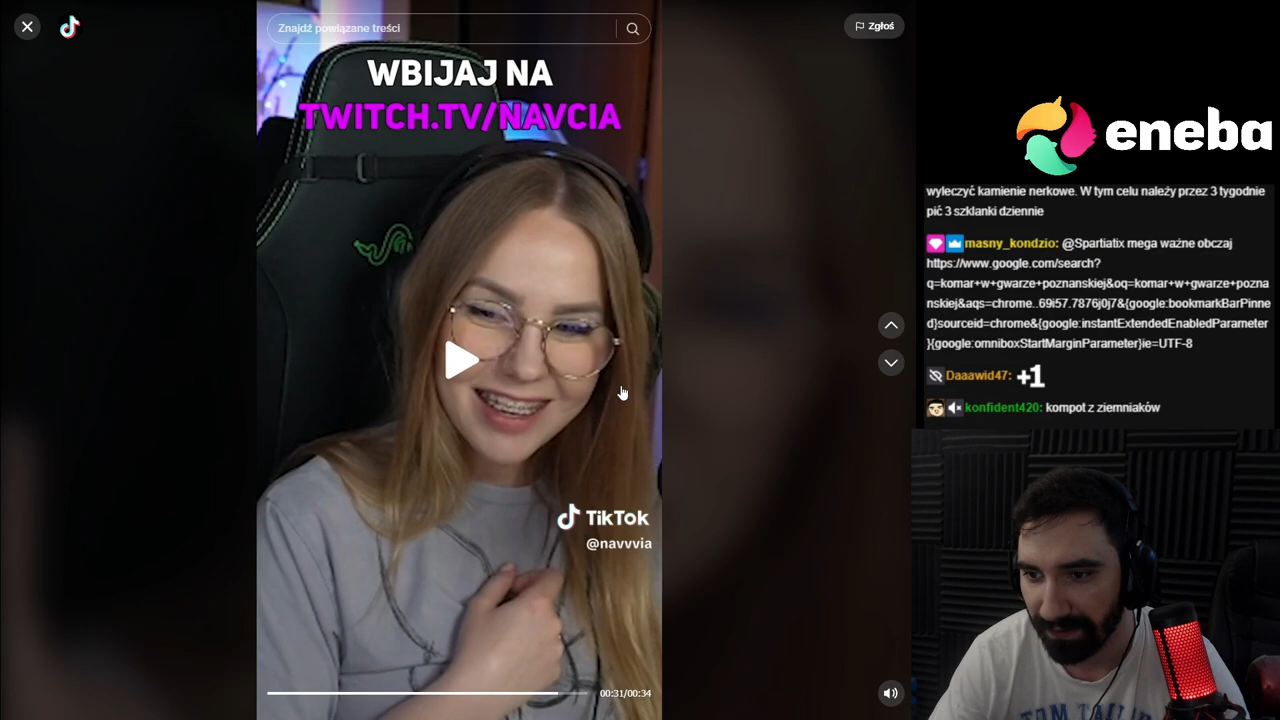 Znajdź powiązane treści
Zgłoś
WBIJAJ NA
TWITCH.TV/NAVCIA
TikTok
@navvvia
00:31/00:34
eneba
wyleczyć kamienie nerkowe. W tym celu należy przez 3 tygodnie
pić 3 szklanki dziennie
masny_kondzio: @Spartiatix mega ważne obczaj
https://www.google.com/search?
q=komar+w+gwarze+poznanskiej&oq=komar+w+gwarze+pozna
nskiej&aqs=chrome..69i57.7876j0j7&{google:bookmarkBarPinne
d}sourceid=chrome&{google:instantExtendedEnabledParameter
}{google:omniboxStartMarginParameter}ie=UTF-8
Daaawid47: +1
konfident420: kompot z ziemniaków
TOM TAIL